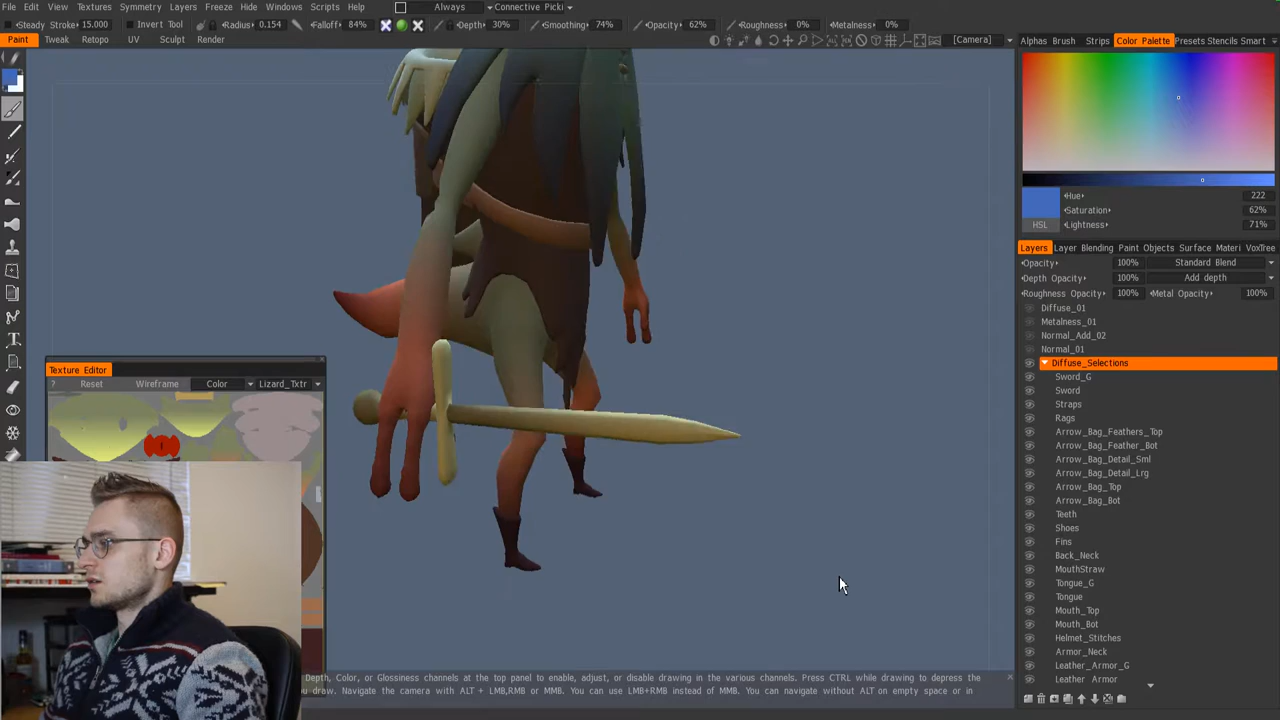 File Edit View Textures Symmetry Layers Freeze Hide Windows Scripts Help Always Connective Picki
Steady Stroke 15.000 Invert Tool Radius 0.154 Falloff 84% Depth 30% Smoothing 74% Opacity 62% Roughness 0% Metalness 0%
Paint Tweak Retopo UV Sculpt Render [Camera] Alphas Brush Strips Color Palette Presets Stencils Smart
Hue 222
Saturation 62%
HSL Lightness 71%
Layers Layer Blending Paint Objects Surface Materi VoxTree
Opacity 100% Standard Blend
Depth Opacity 100% Add depth
Roughness Opacity 100% Metal Opacity 100%
Diffuse_01
Metalness_01
Normal_Add_02
Normal_01
Diffuse_Selections
Sword_G
Sword
Straps
Rags
Arrow_Bag_Feathers_Top
Arrow_Bag_Feather_Bot
Arrow_Bag_Detail_Sml
Arrow_Bag_Detail_Lrg
Arrow_Bag_Top
Arrow_Bag_Bot
Teeth
Shoes
Fins
Back_Neck
MouthStraw
Tongue_G
Tongue
Mouth_Top
Mouth_Bot
Helmet_Stitches
Armor_Neck
Leather_Armor_G
Leather Armor
Texture Editor
? Reset Wireframe Color Lizard_Txtr
Depth, Color, or Glossiness channels at the top panel to enable, adjust, or disable drawing in the various channels. Press CTRL while drawing to depress the
you draw. Navigate the camera with ALT + LMB,RMB or MMB. You can use LMB+RMB instead of MMB. You can navigate without ALT on empty space or in